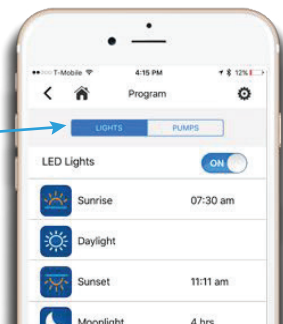 T-Mobile 4:15 PM 12%
Program
LIGHTS PUMPS
LED Lights ON
Sunrise 07:30 am
Daylight
Sunset 11:11 am
Moonlight 4 hrs